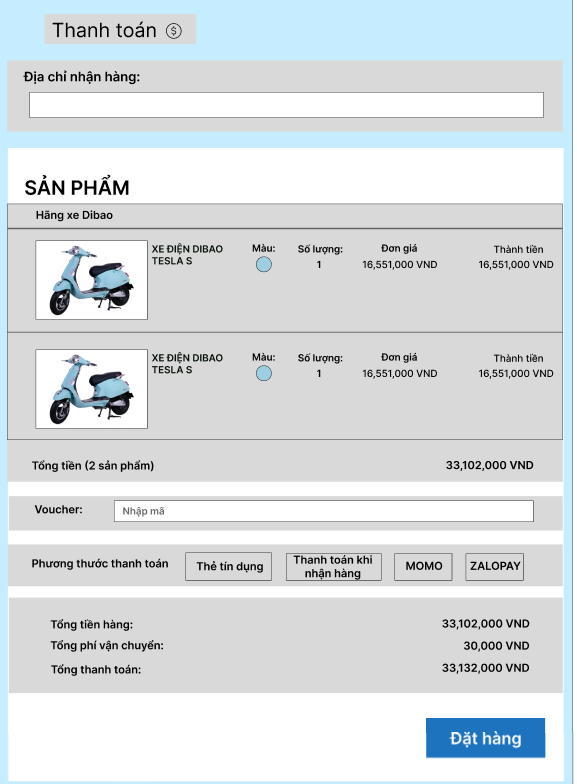 Thanh toán
Địa chỉ nhận hàng:
SẢN PHẨM
Hãng xe Dibao
XE ĐIỆN DIBAO
TESLA S
Màu:
Số lượng:
1
Đơn giá
16,551,000 VND
Thành tiền
16,551,000 VND
XE ĐIỆN DIBAO
TESLA S
Màu:
Số lượng:
1
Đơn giá
16,551,000 VND
Thành tiền
16,551,000 VND
Tổng tiền (2 sản phẩm) 33,102,000 VND
Voucher: Nhập mã
Phương thước thanh toán
Thẻ tín dụng
Thanh toán khi
nhận hàng
MOMO
ZALOPAY
Tổng tiền hàng: 33,102,000 VND
Tổng phí vận chuyển: 30,000 VND
Tổng thanh toán: 33,132,000 VND
Đặt hàng